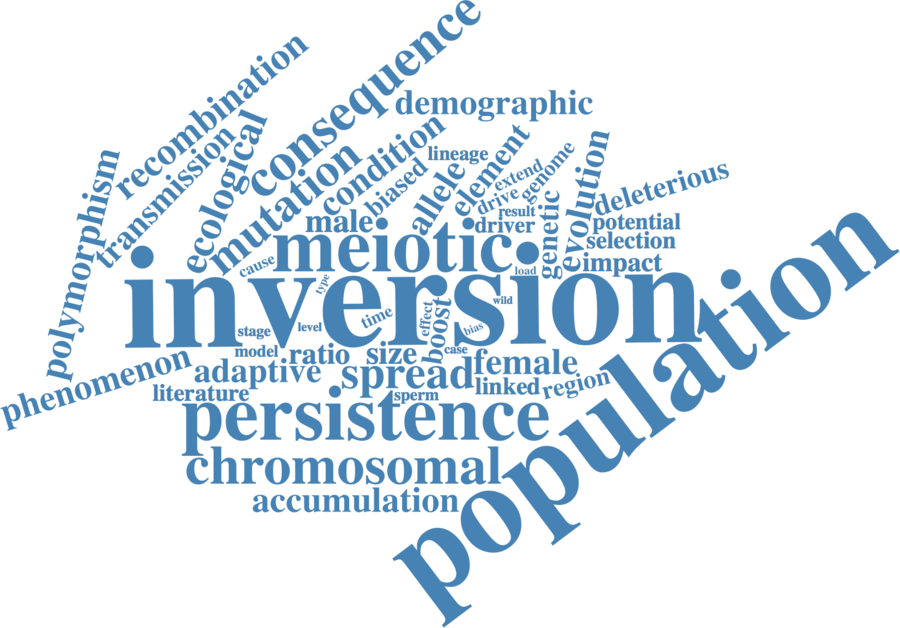 consequence
recombination
demographic
transmission
ecological
condition
mutation
polymorphism
lineage
element
biased
allele
extend
genome
drive
evolution
deleterious
result
male
driver
genetic
potential
selection
meiotic
cause
load
impact
type
inversion
population
wild
time
level
stage
effect
bias
boost
model
ratio
size
case
female
phenomenon
adaptive
spread
linked
region
literature
sperm
persistence
chromosomal
accumulation